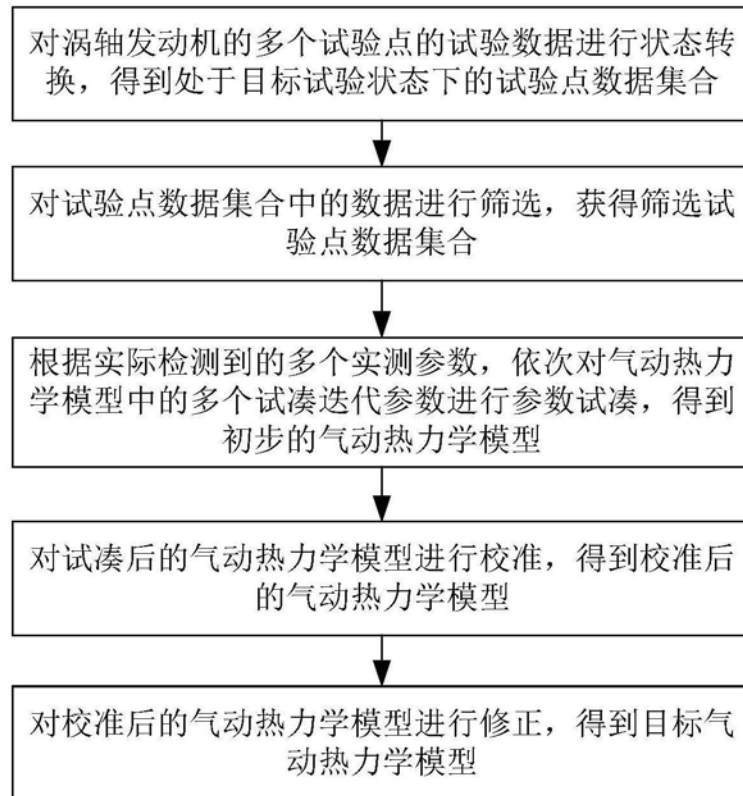 对涡轴发动机的多个试验点的试验数据进行状态转
换，得到处于目标试验状态下的试验点数据集合
对试验点数据集合中的数据进行筛选，获得筛选试
验点数据集合
根据实际检测到的多个实测参数，依次对气动热力
学模型中的多个试凑迭代参数进行参数试凑，得到
初步的气动热力学模型
对试凑后的气动热力学模型进行校准，得到校准后
的气动热力学模型
对校准后的气动热力学模型进行修正，得到目标气
动热力学模型